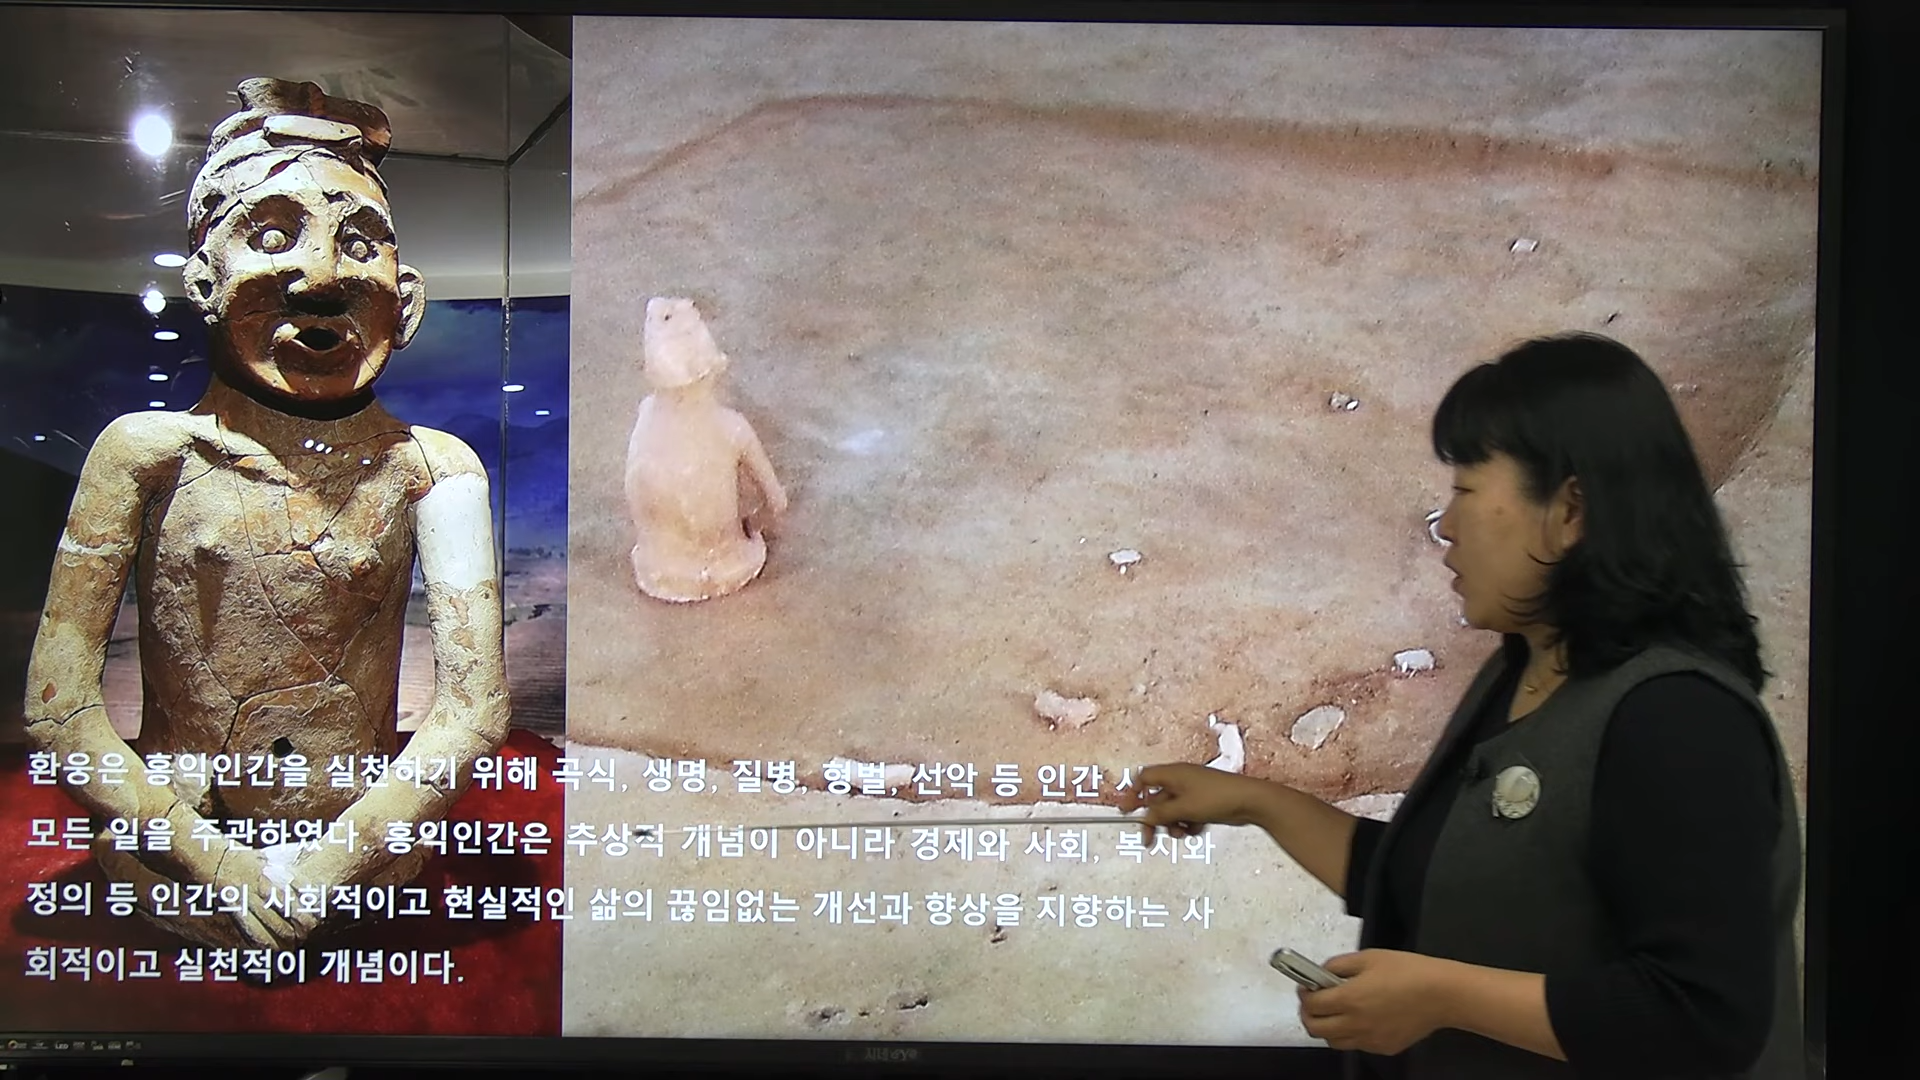 환웅은 홍익인간을 실천하기 위해 곡식, 생명, 질병, 형벌, 선악 등 인간
모든 일을 주관하였다. 홍익인간은 추상적 개념이 아니라 경제와 사회, 복지와
정의 등 인간의 사회적이고 현실적인 삶의 끊임없는 개선과 향상을 지향하는 사
회적이고 실천적이 개념이다.
LED